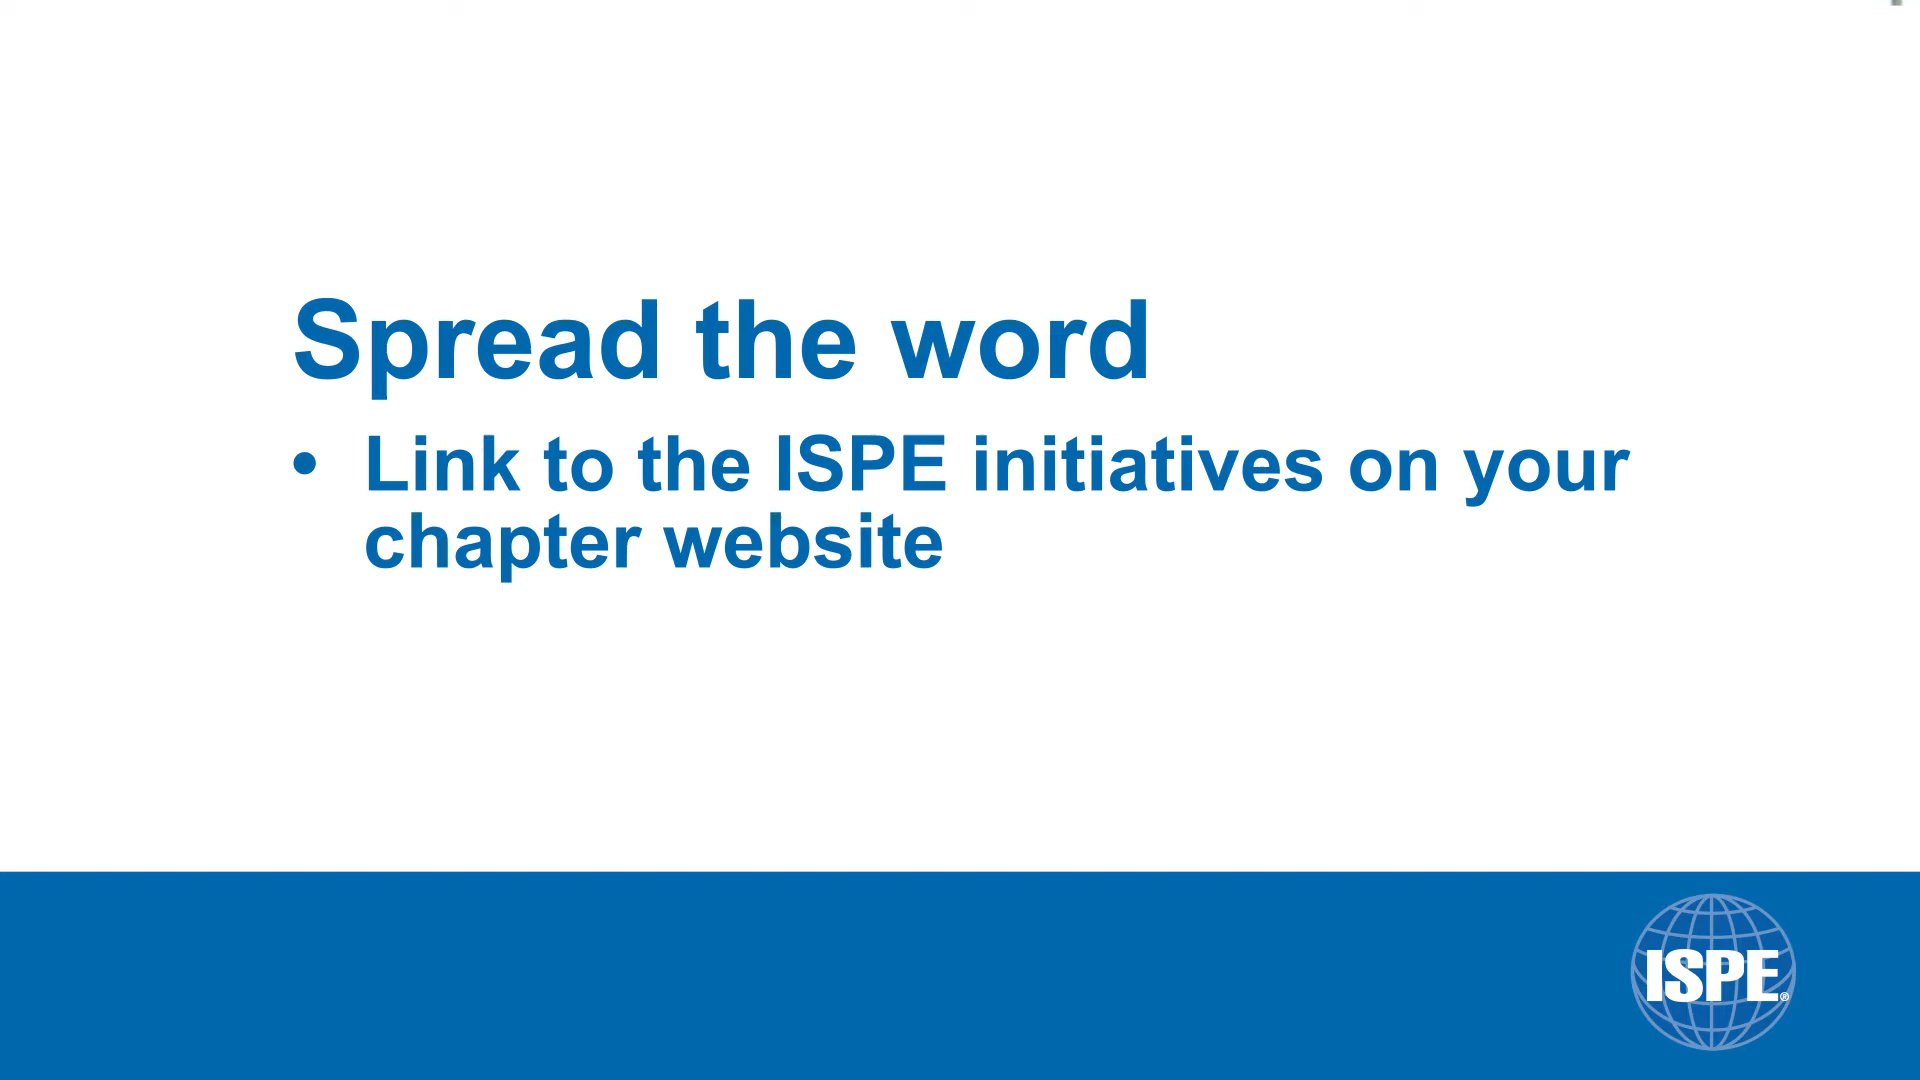 Spread the word
• Link to the ISPE initiatives on your
chapter website
ISPE®